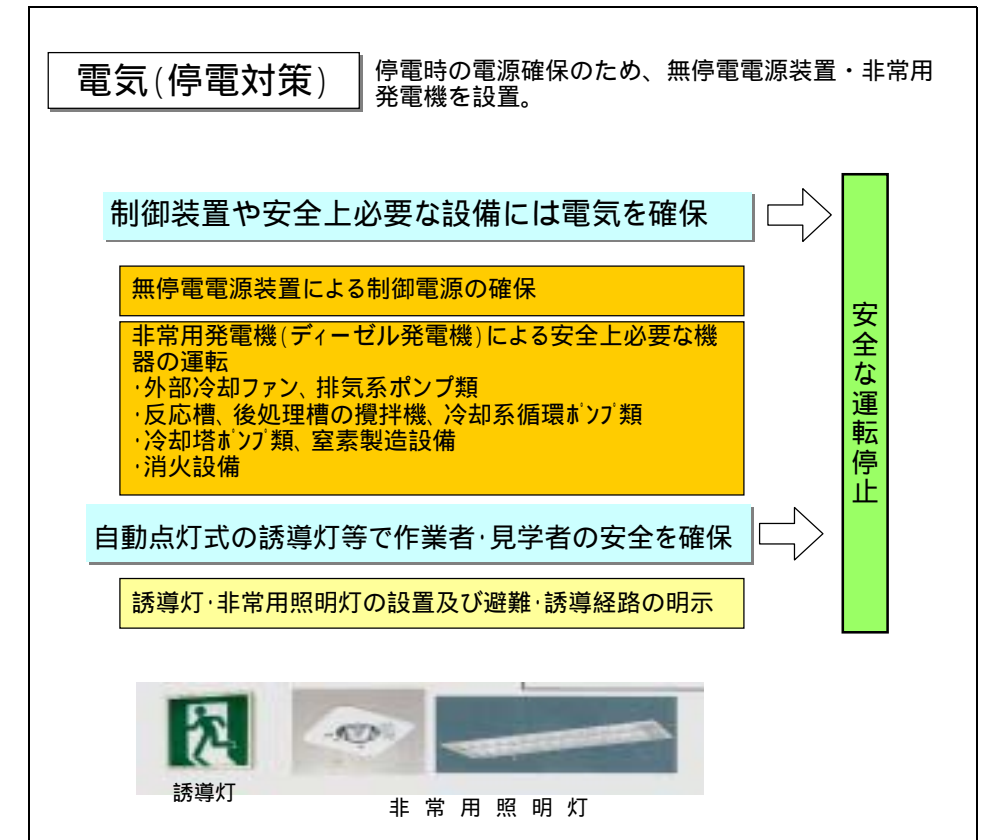 電気(停電対策)
停電時の電源確保のため、無停電電源装置・非常用
発電機を設置。
制御装置や安全上必要な設備には電気を確保
無停電電源装置による制御電源の確保
非常用発電機(ディーゼル発電機)による安全上必要な機
器の運転
・外部冷却ファン、排気系ポンプ類
・反応槽、後処理槽の攪拌機、冷却系循環ﾎﾟﾝﾌﾟ類
・冷却塔ﾎﾟﾝﾌﾟ類、窒素製造設備
・消火設備
自動点灯式の誘導灯等で作業者・見学者の安全を確保
誘導灯・非常用照明灯の設置及び避難・誘導経路の明示
安全な運転停止
誘導灯
非常用照明灯